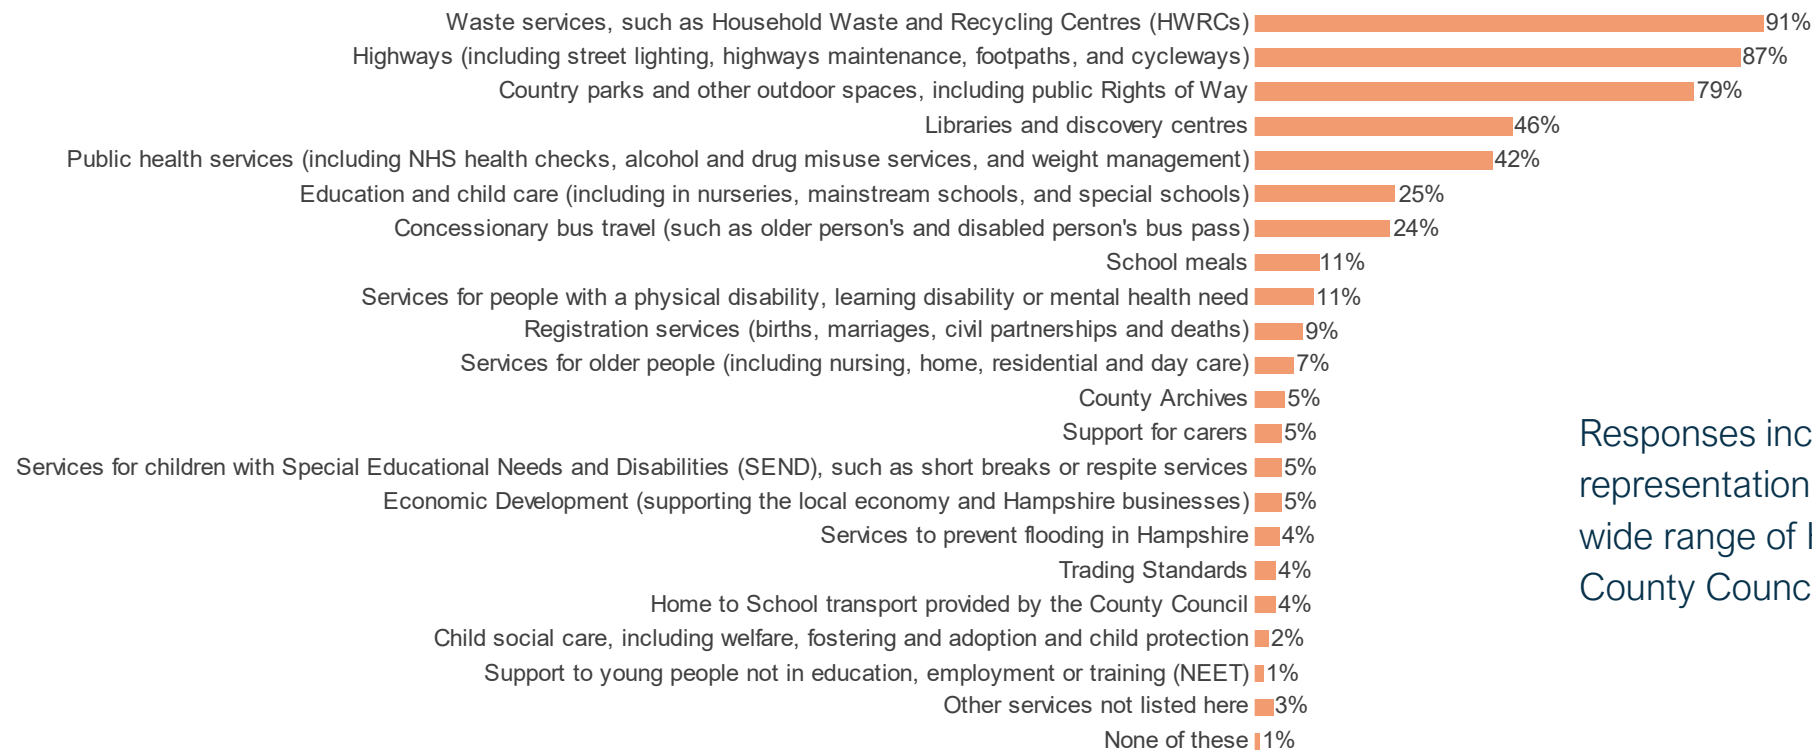 Waste services, such as Household Waste and Recycling Centres (HWRCs) 91%
Highways (including street lighting, highways maintenance, footpaths, and cycleways) 87%
Country parks and other outdoor spaces, including public Rights of Way 79%
Libraries and discovery centres 46%
Public health services (including NHS health checks, alcohol and drug misuse services, and weight management) 42%
Education and child care (including in nurseries, mainstream schools, and special schools) 25%
Concessionary bus travel (such as older person's and disabled person's bus pass) 24%
School meals 11%
Services for people with a physical disability, learning disability or mental health need 11%
Registration services (births, marriages, civil partnerships and deaths) 9%
Services for older people (including nursing, home, residential and day care) 7%
County Archives 5%
Support for carers 5%
Services for children with Special Educational Needs and Disabilities (SEND), such as short breaks or respite services 5%
Economic Development (supporting the local economy and Hampshire businesses) 5%
Services to prevent flooding in Hampshire 4%
Trading Standards 4%
Home to School transport provided by the County Council 4%
Child social care, including welfare, fostering and adoption and child protection 2%
Support to young people not in education, employment or training (NEET) 1%
Other services not listed here 3%
None of these 1%
Responses inc
representation
wide range of
County Counc